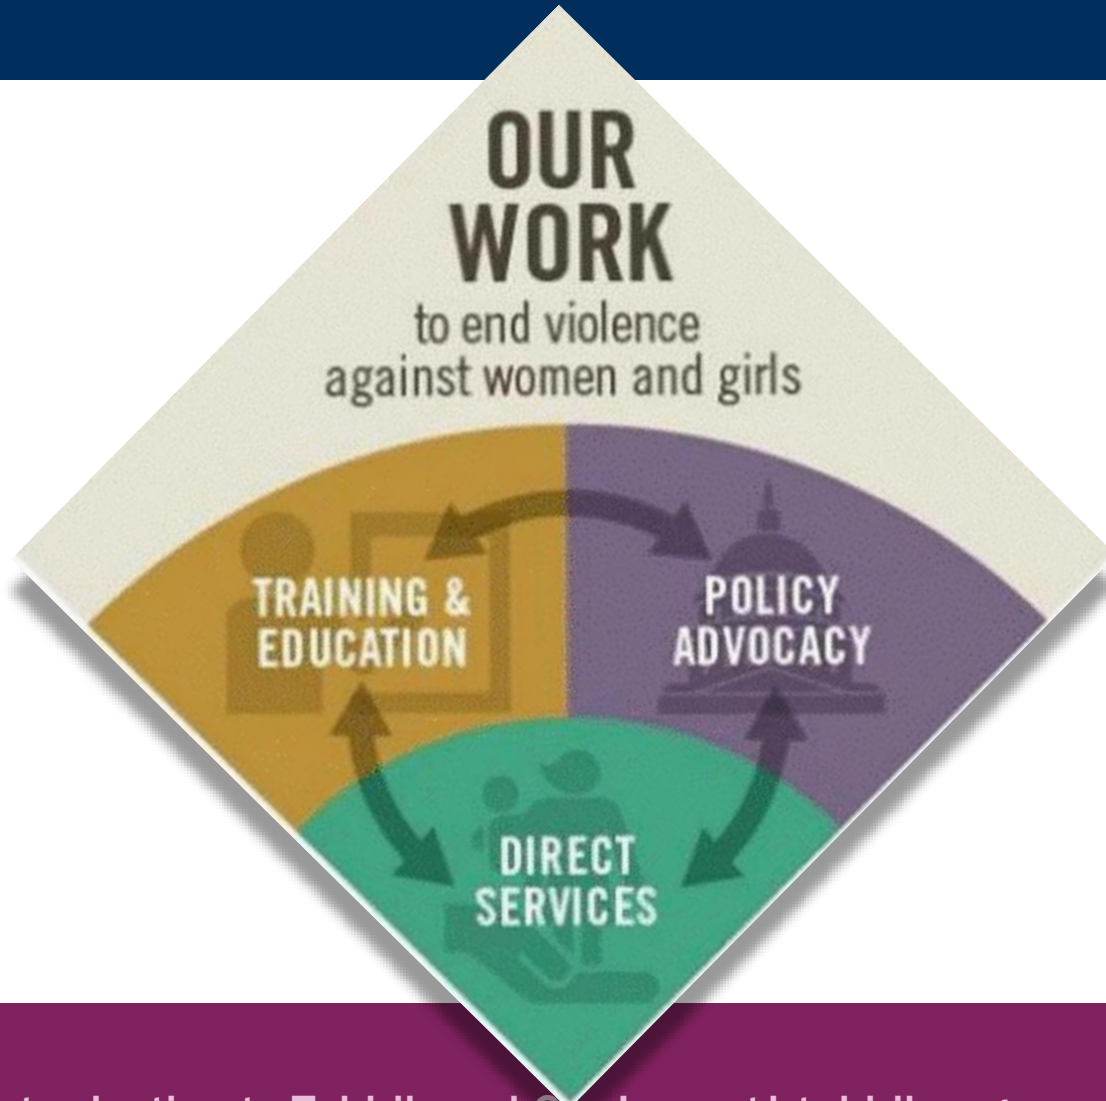 OUR
WORK
to end violence
against women and girls
TRAINING &
EDUCATION
POLICY
ADVOCACY
DIRECT
SERVICES